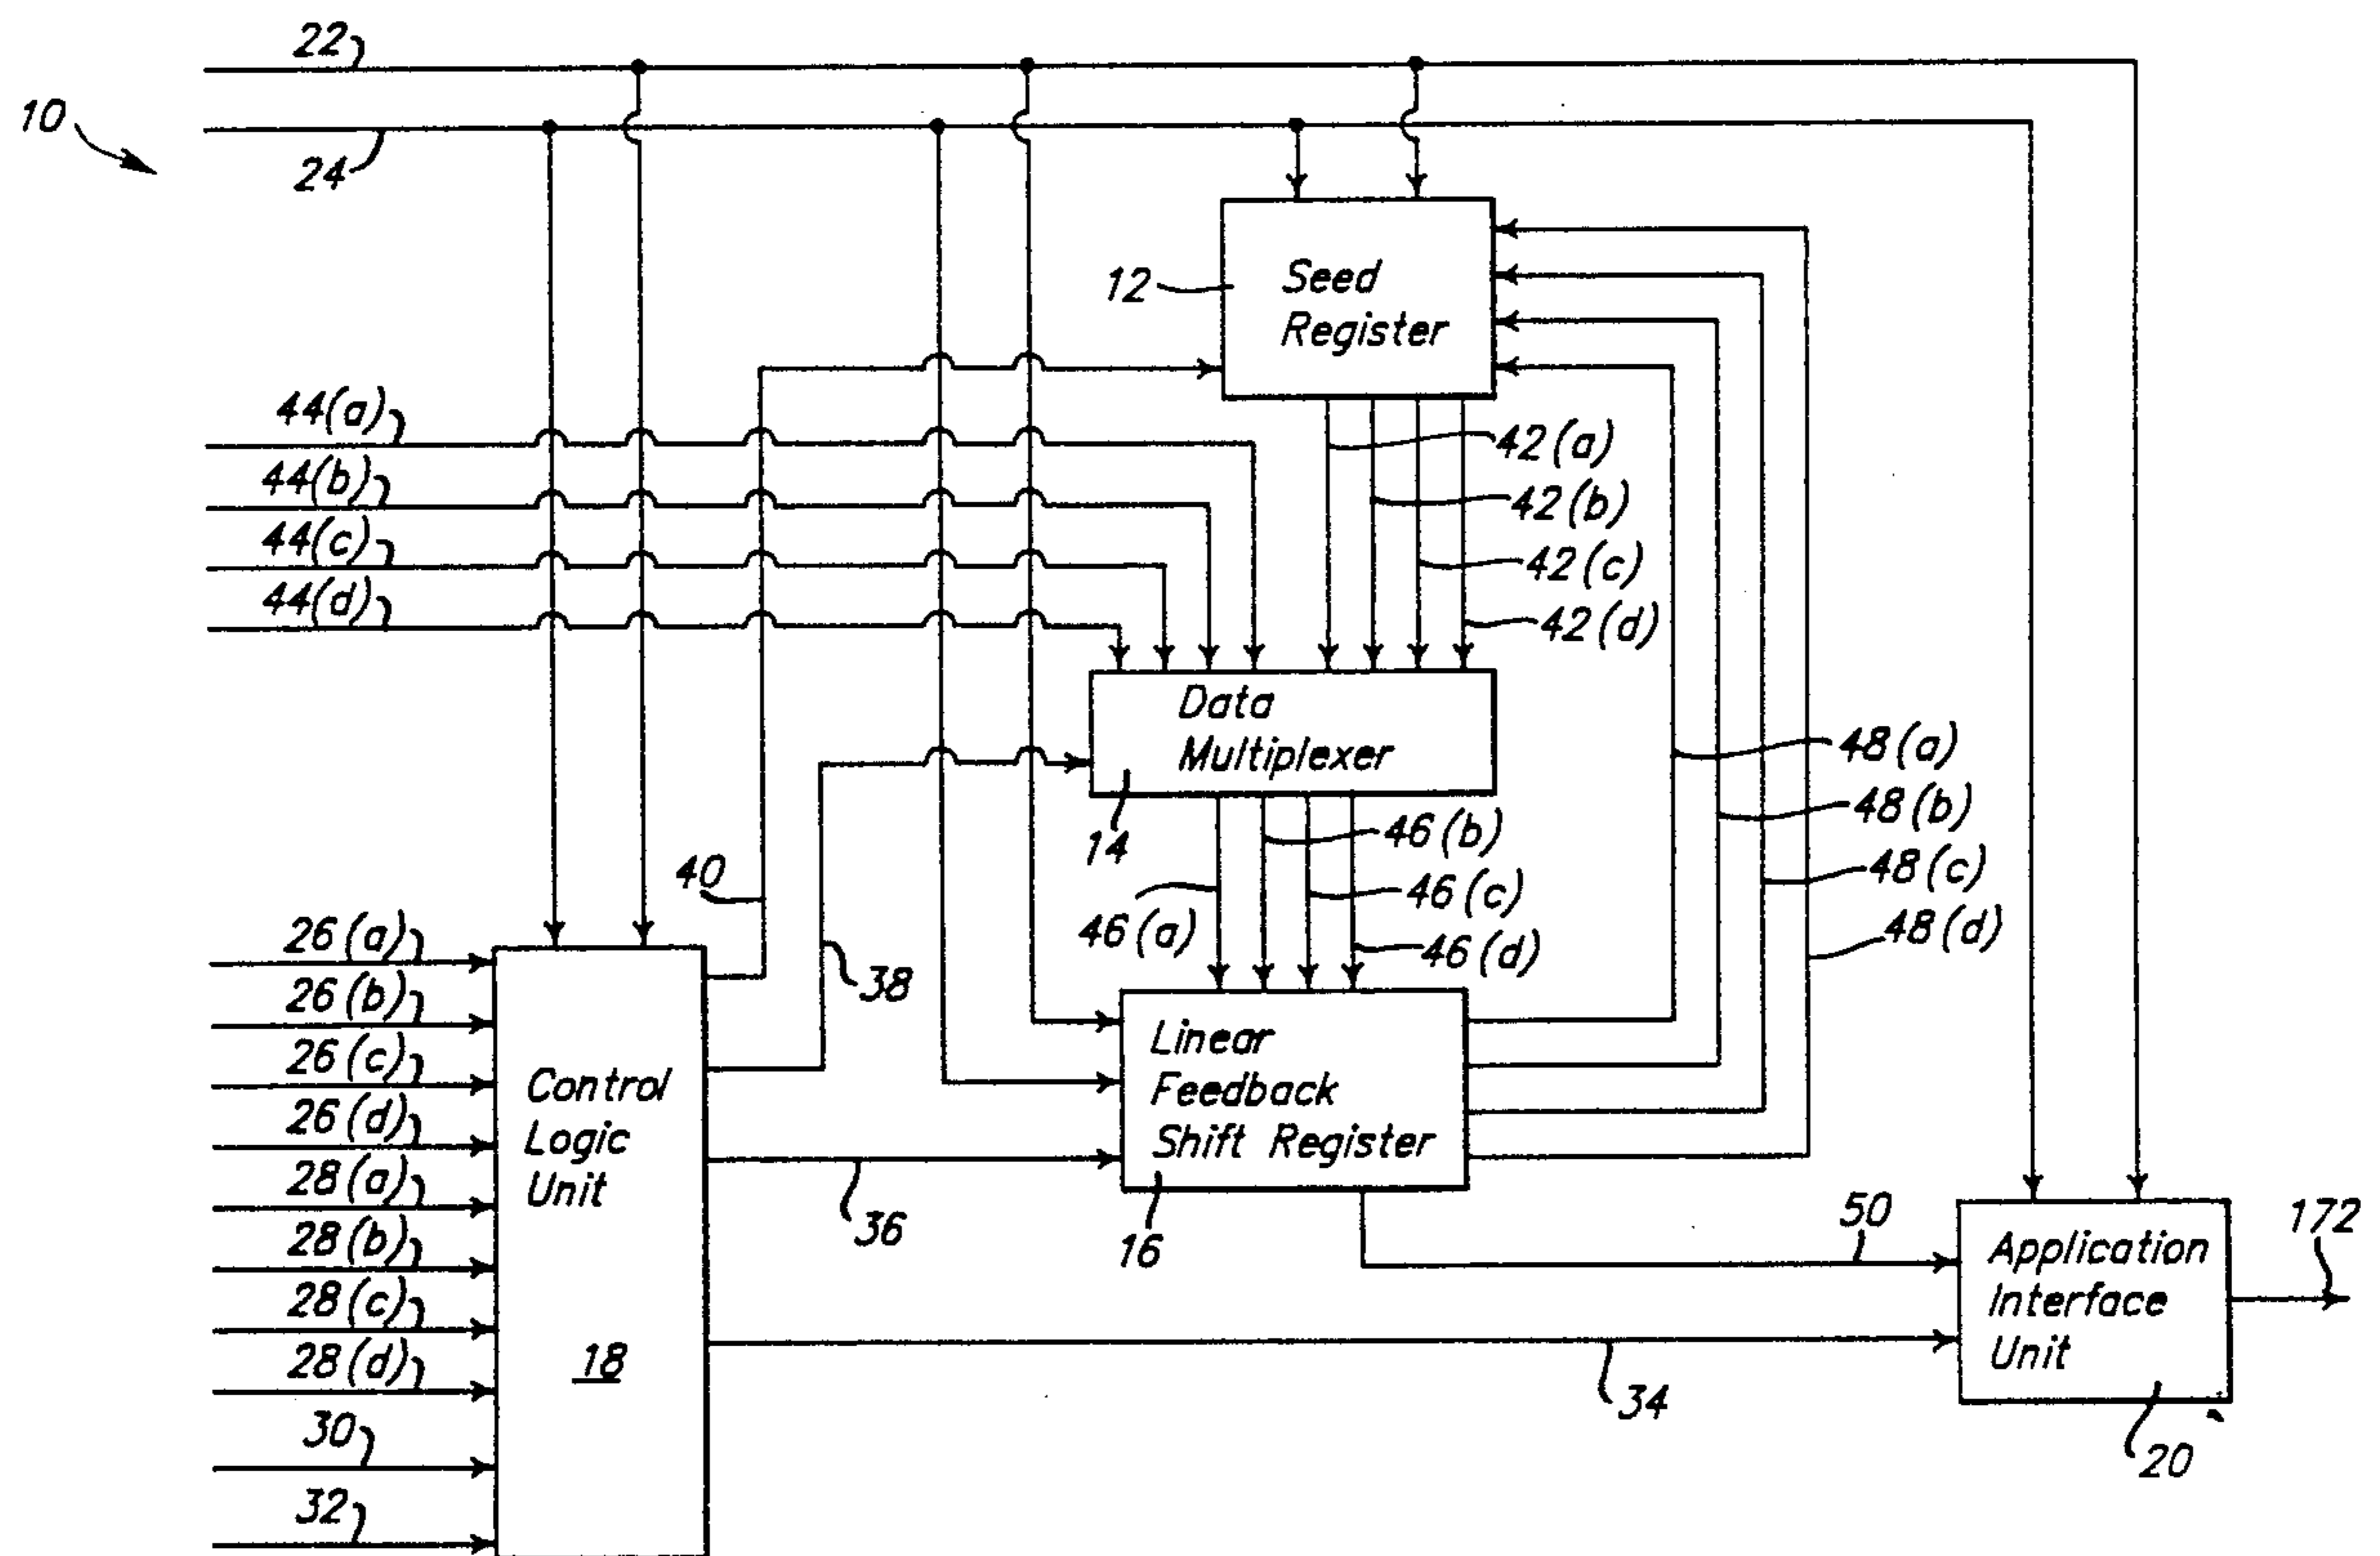 22
10
24
12
Seed
Register
44(a)
42(a)
44(b)
42(b)
44(c)
42(c)
44(d)
42(d)
Data
Multiplexer
14
48(a)
46(b)
48(b)
40
46(c)
48(c)
46(a)
46(d)
48(d)
26(a)
38
26(b)
26(c)
26(d)
28(a)
28(b)
28(c)
28(d)
30
32
Control
Logic
Unit
18
Linear
Feedback
Shift Register
16
36
50
172
Application
Interface
Unit
34
20